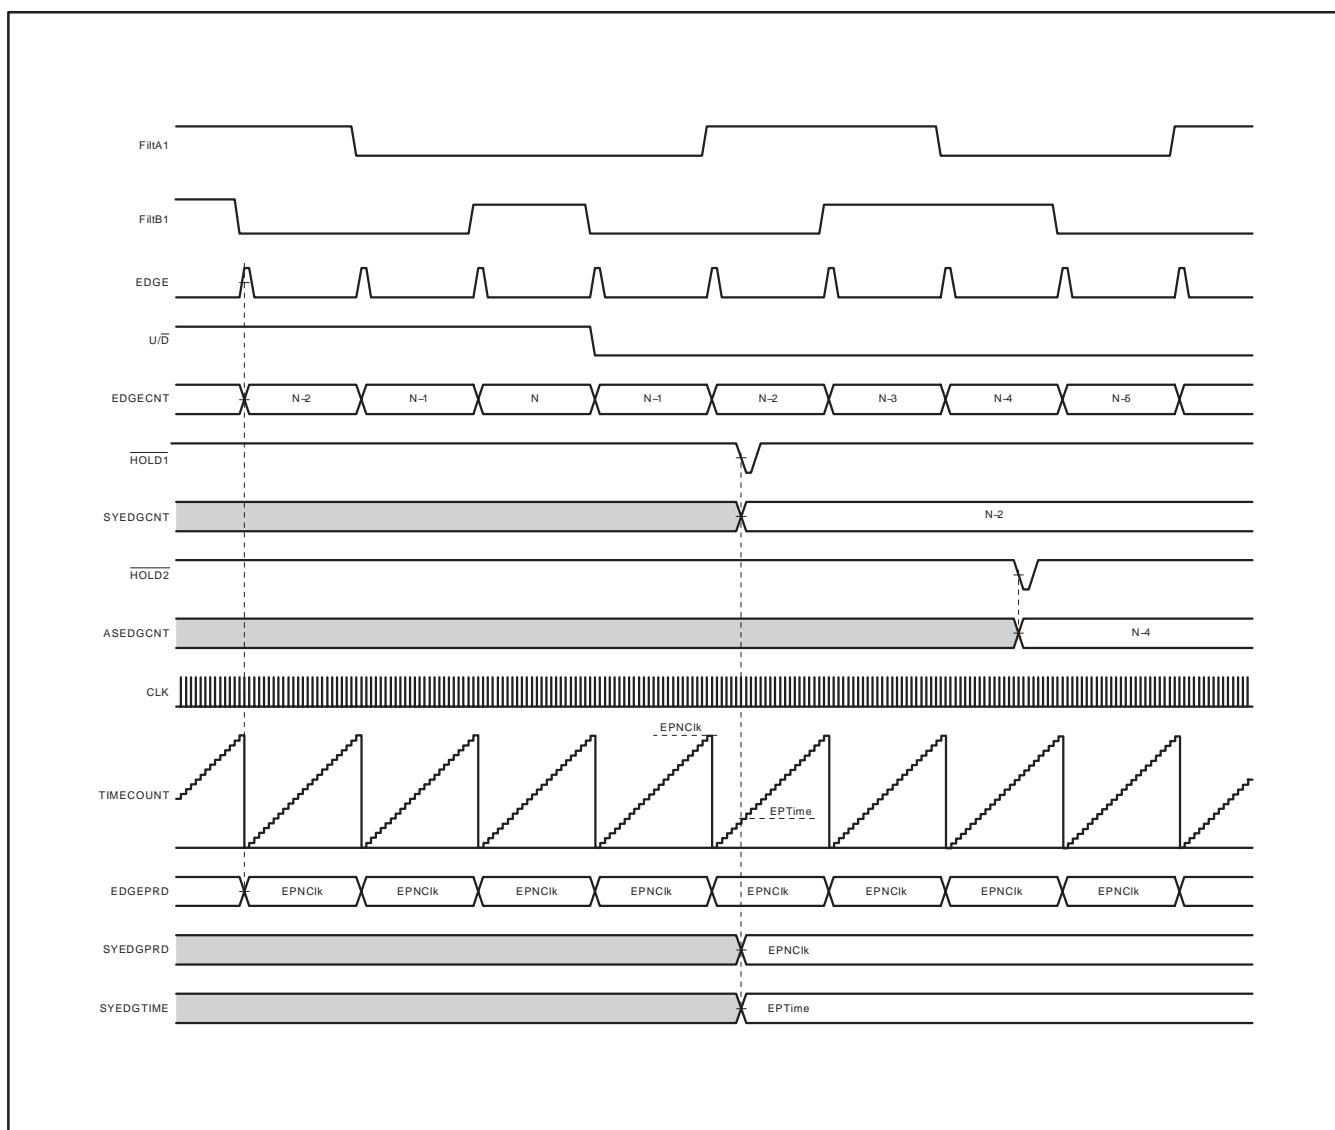 FiltA1
FiltB1
EDGE
U/D̅
EDGECNT N–2 N–1 N N–1 N–2 N–3 N–4 N–5
HOLD1
SYEDGCNT N–2
HOLD2
ASEDGCNT N–4
CLK
EPNClk
TIMECOUNT
EPTime
EDGEPRD EPNClk EPNClk EPNClk EPNClk EPNClk EPNClk EPNClk EPNClk
SYEDGPRD EPNClk
SYEDGTIME EPTime